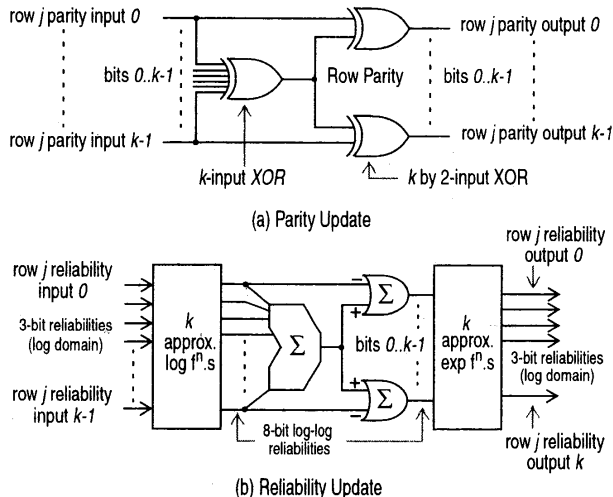 row j parity input 0
row j parity output 0
bits 0..k-1
Row Parity
bits 0..k-1
row j parity input k-1
row j parity output k-1
k-input XOR
k by 2-input XOR
(a) Parity Update
row j reliability
input 0
row j reliability
output 0
3-bit reliabilities
(log domain)
k
approx.
log fⁿ.s
Σ
−
Σ
+
bits 0..k-1
+
Σ
−
k
approx.
exp fⁿ.s
3-bit reliabilities
(log domain)
row j reliability
input k-1
8-bit log-log
reliabilities
row j reliability
output k
(b) Reliability Update